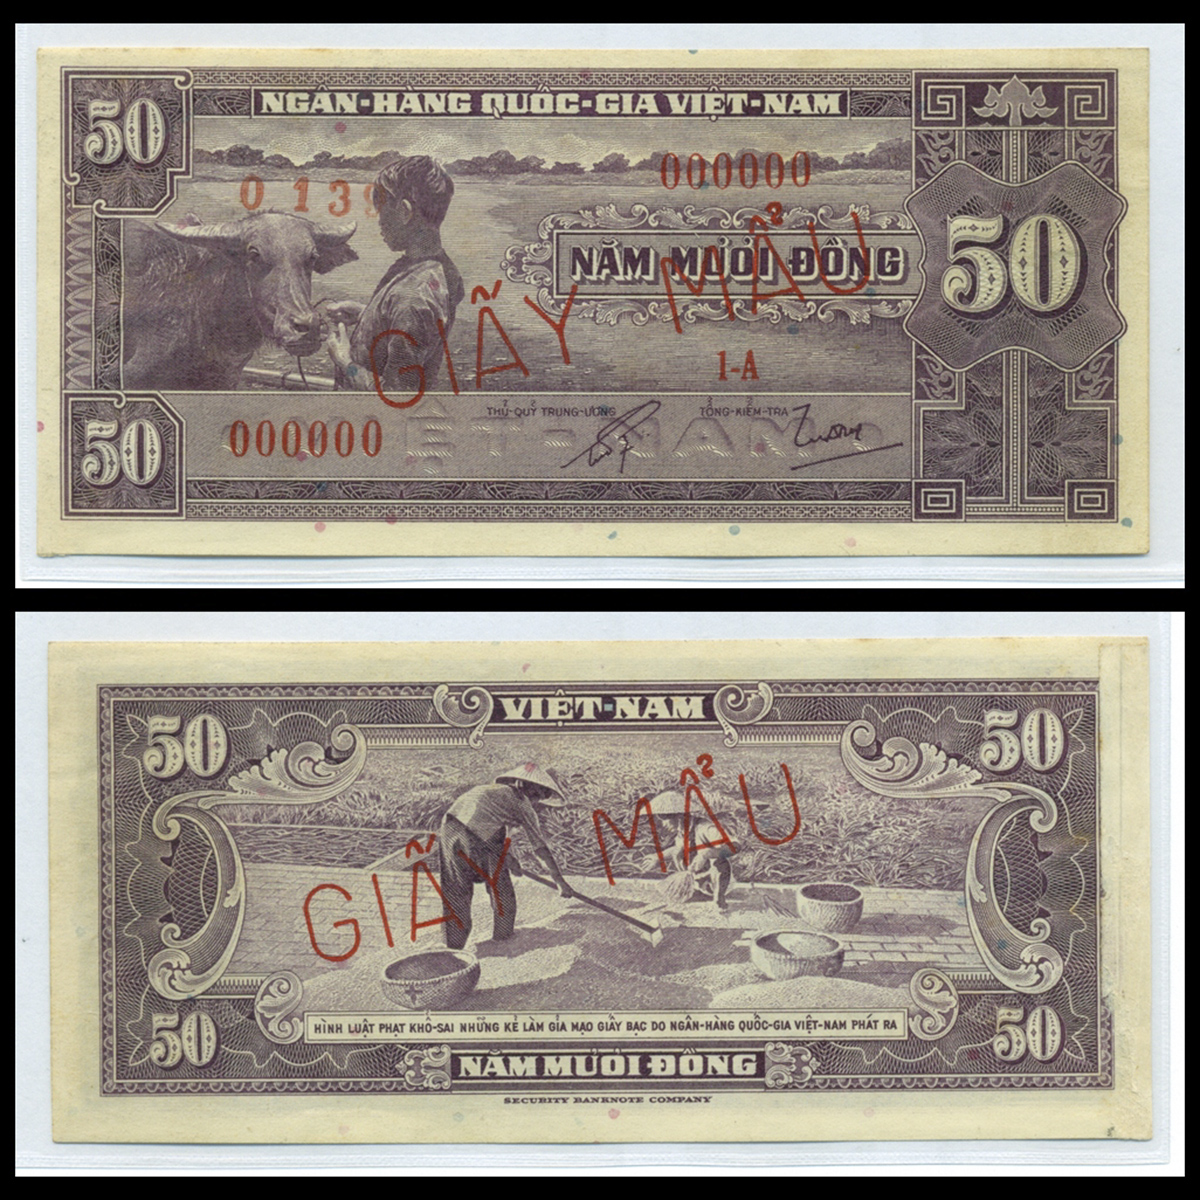 50
NGÂN-HÀNG QUỐC-GIA VIỆT-NAM
0 139
000000
NĂM MƯƠI ĐỒNG
50
GIẤY MẪU
1-A
THỦ-QUỸ TRUNG-ƯƠNG
TỔNG-KIỂM-TRA
50
000000
VIỆT-NAM
50
VIỆT-NAM
50
GIẤY MẪU
HÌNH LUẬT PHẠT KHỔ-SAI NHỮNG KẺ LÀM GIẢ MẠO GIẤY BẠC DO NGÂN-HÀNG QUỐC-GIA VIỆT-NAM PHÁT RA
50
NĂM MƯƠI ĐỒNG
50
SECURITY BANKNOTE COMPANY